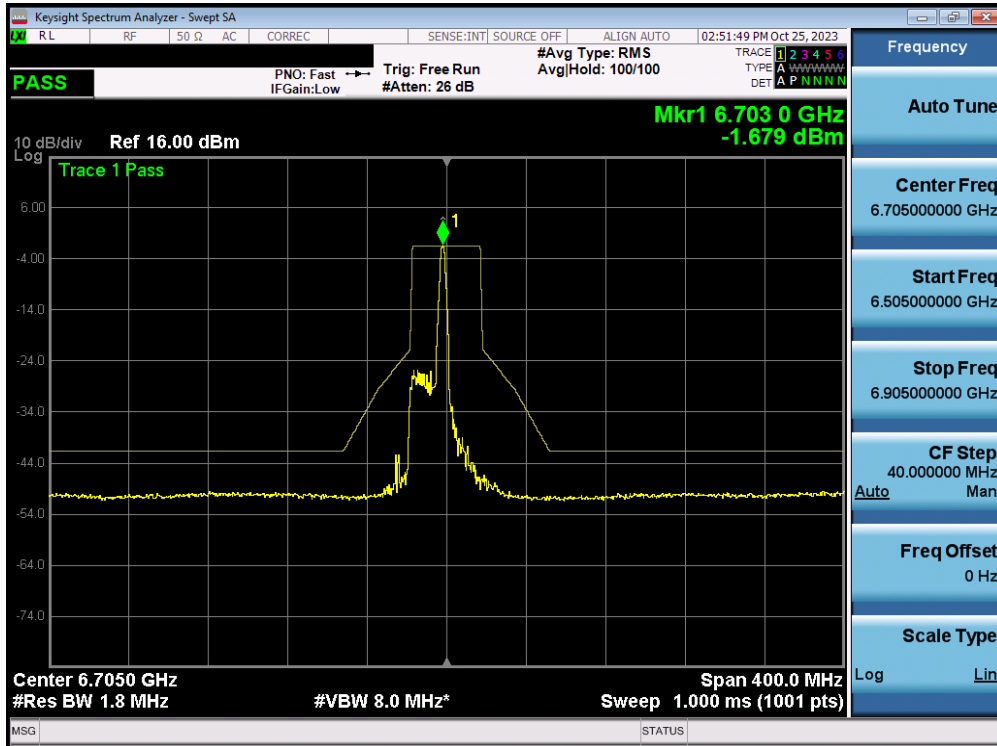 Keysight Spectrum Analyzer - Swept SA
LXI RL RF 50 Ω AC CORREC SENSE:INT SOURCE OFF ALIGN AUTO 02:51:49 PM Oct 25, 2023
PASS
PNO: Fast
IFGain:Low
Trig: Free Run
#Atten: 26 dB
#Avg Type: RMS
Avg|Hold: 100/100
TRACE 1 2 3 4 5 6
TYPE A WWWWW
DET A P N N N N
Mkr1 6.703 0 GHz
-1.679 dBm
10 dB/div Ref 16.00 dBm
Log
Trace 1 Pass
1
6.00
-4.00
-14.0
-24.0
-34.0
-44.0
-54.0
-64.0
-74.0
Center 6.7050 GHz Span 400.0 MHz
#Res BW 1.8 MHz #VBW 8.0 MHz* Sweep 1.000 ms (1001 pts)
MSG STATUS
Frequency
Auto Tune
Center Freq
6.705000000 GHz
Start Freq
6.505000000 GHz
Stop Freq
6.905000000 GHz
CF Step
40.000000 MHz
Auto Man
Freq Offset
0 Hz
Scale Type
Log Lin